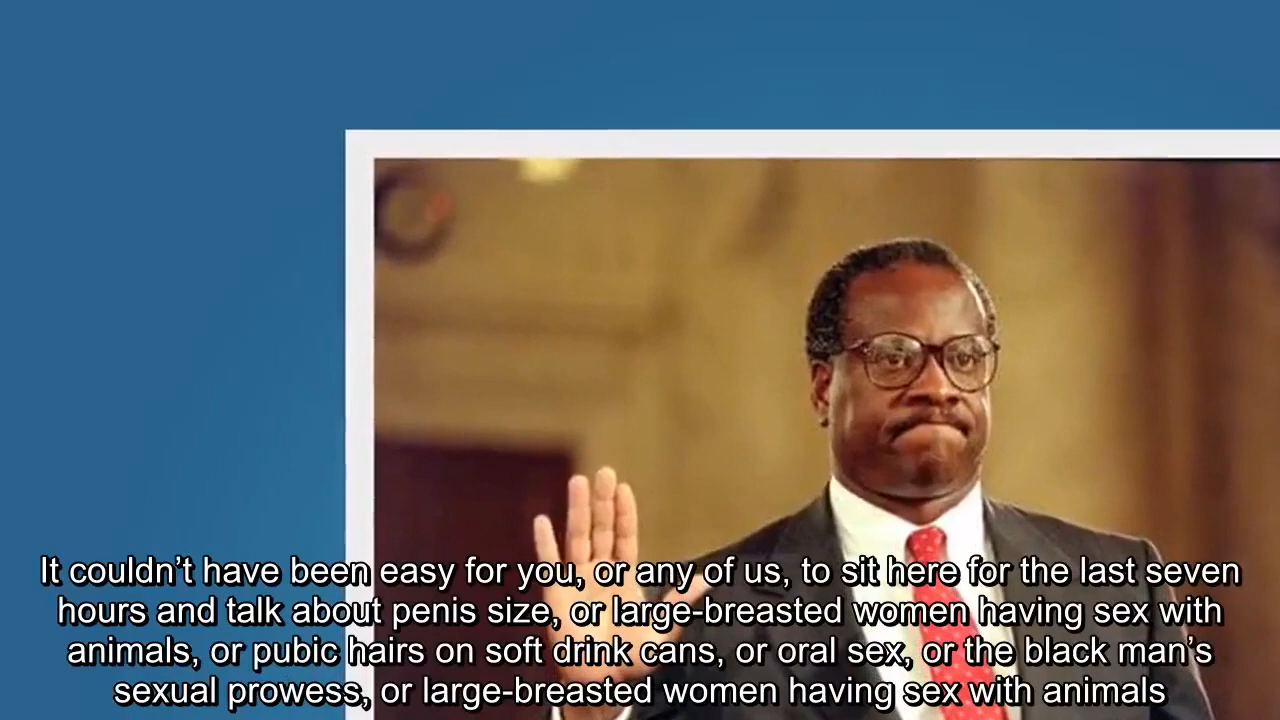 It couldn’t have been easy for you, or any of us, to sit here for the last seven
hours and talk about penis size, or large-breasted women having sex with
animals, or pubic hairs on soft drink cans, or oral sex, or the black man’s
sexual prowess, or large-breasted women having sex with animals